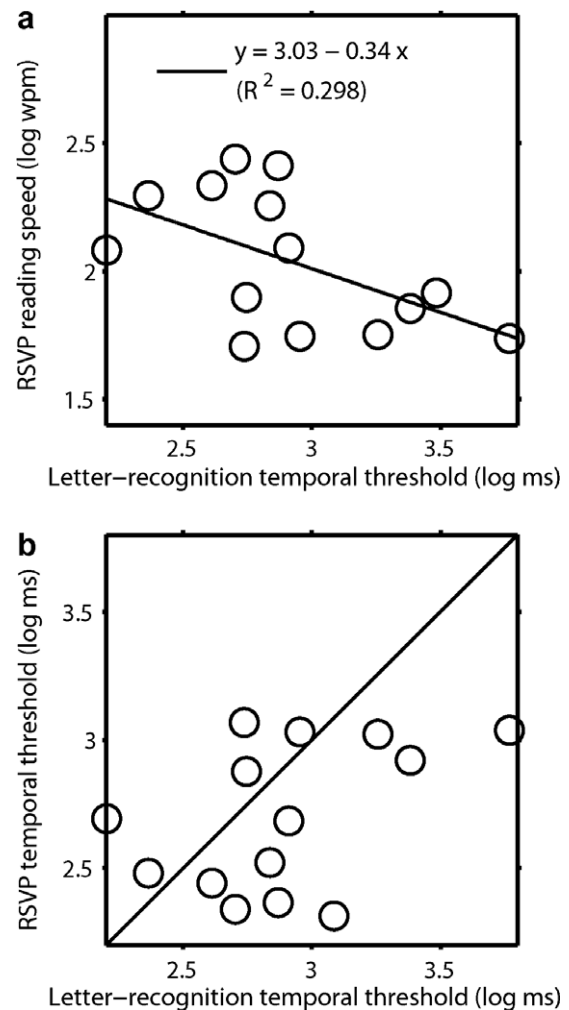 a
y = 3.03 − 0.34 x
(R² = 0.298)
RSVP reading speed (log wpm)
2.5
2
1.5
2.5 3 3.5
Letter−recognition temporal threshold (log ms)
b
RSVP temporal threshold (log ms)
3.5
3
2.5
2.5 3 3.5
Letter−recognition temporal threshold (log ms)